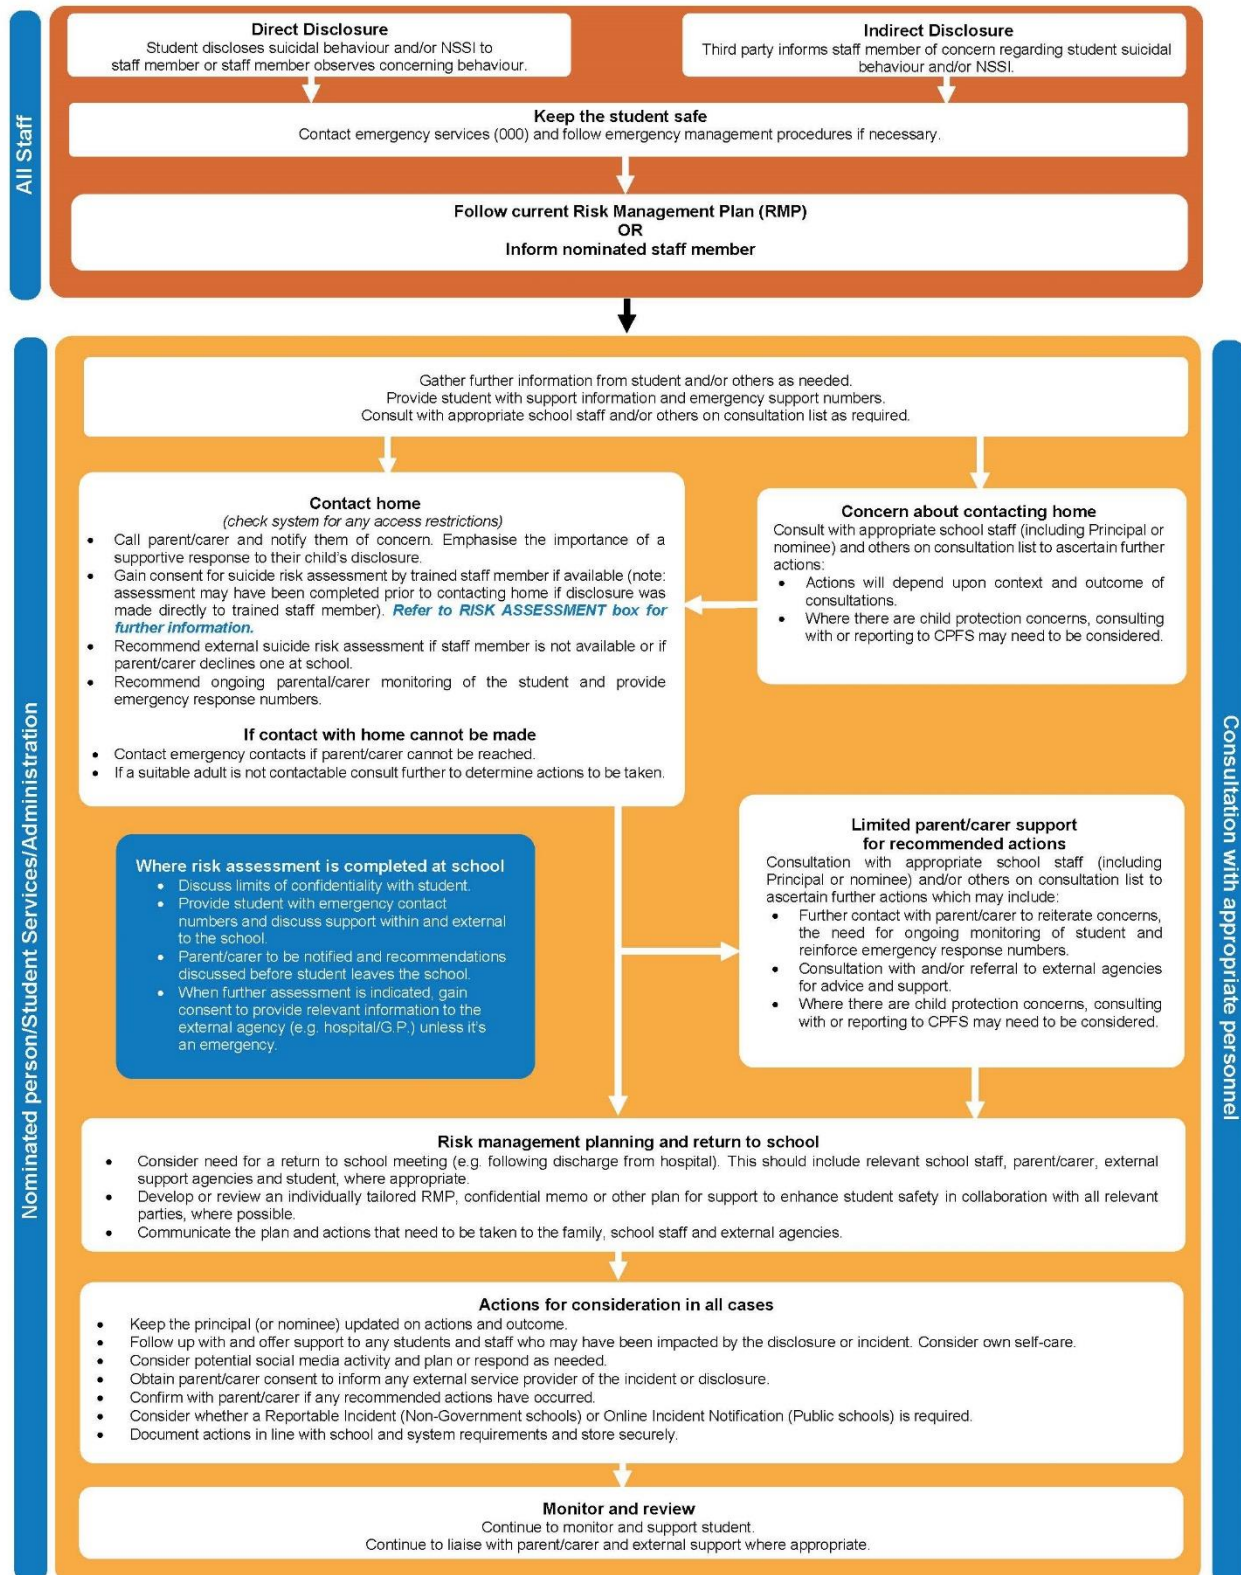 All Staff
Direct Disclosure
Student discloses suicidal behaviour and/or NSSI to
staff member or staff member observes concerning behaviour.
Indirect Disclosure
Third party informs staff member of concern regarding student suicidal
behaviour and/or NSSI.
Keep the student safe
Contact emergency services (000) and follow emergency management procedures if necessary.
Follow current Risk Management Plan (RMP)
OR
Inform nominated staff member
Nominated person/Student Services/Administration
Consultation with appropriate personnel
Gather further information from student and/or others as needed.
Provide student with support information and emergency support numbers.
Consult with appropriate school staff and/or others on consultation list as required.
Contact home
(check system for any access restrictions)
• Call parent/carer and notify them of concern. Emphasise the importance of a
supportive response to their child's disclosure.
• Gain consent for suicide risk assessment by trained staff member if available (note:
assessment may have been completed prior to contacting home if disclosure was
made directly to trained staff member). Refer to RISK ASSESSMENT box for
further information.
• Recommend external suicide risk assessment if staff member is not available or if
parent/carer declines one at school.
• Recommend ongoing parental/carer monitoring of the student and provide
emergency response numbers.
If contact with home cannot be made
• Contact emergency contacts if parent/carer cannot be reached.
• If a suitable adult is not contactable consult further to determine actions to be taken.
Concern about contacting home
Consult with appropriate school staff (including Principal or
nominee) and others on consultation list to ascertain further
actions:
• Actions will depend upon context and outcome of
consultations.
• Where there are child protection concerns, consulting
with or reporting to CPFS may need to be considered.
Where risk assessment is completed at school
• Discuss limits of confidentiality with student.
• Provide student with emergency contact
numbers and discuss support within and external
to the school.
• Parent/carer to be notified and recommendations
discussed before student leaves the school.
• When further assessment is indicated, gain
consent to provide relevant information to the
external agency (e.g. hospital/G.P.) unless it's
an emergency.
Limited parent/carer support
for recommended actions
Consultation with appropriate school staff (including
Principal or nominee) and/or others on consultation list to
ascertain further actions which may include:
• Further contact with parent/carer to reiterate concerns,
the need for ongoing monitoring of student and
reinforce emergency response numbers.
• Consultation with and/or referral to external agencies
for advice and support.
• Where there are child protection concerns, consulting
with or reporting to CPFS may need to be considered.
Risk management planning and return to school
• Consider need for a return to school meeting (e.g. following discharge from hospital). This should include relevant school staff, parent/carer, external
support agencies and student, where appropriate.
• Develop or review an individually tailored RMP, confidential memo or other plan for support to enhance student safety in collaboration with all relevant
parties, where possible.
• Communicate the plan and actions that need to be taken to the family, school staff and external agencies.
Actions for consideration in all cases
• Keep the principal (or nominee) updated on actions and outcome.
• Follow up with and offer support to any students and staff who may have been impacted by the disclosure or incident. Consider own self-care.
• Consider potential social media activity and plan or respond as needed.
• Obtain parent/carer consent to inform any external service provider of the incident or disclosure.
• Confirm with parent/carer if any recommended actions have occurred.
• Consider whether a Reportable Incident (Non-Government schools) or Online Incident Notification (Public schools) is required.
• Document actions in line with school and system requirements and store securely.
Monitor and review
Continue to monitor and support student.
Continue to liaise with parent/carer and external support where appropriate.